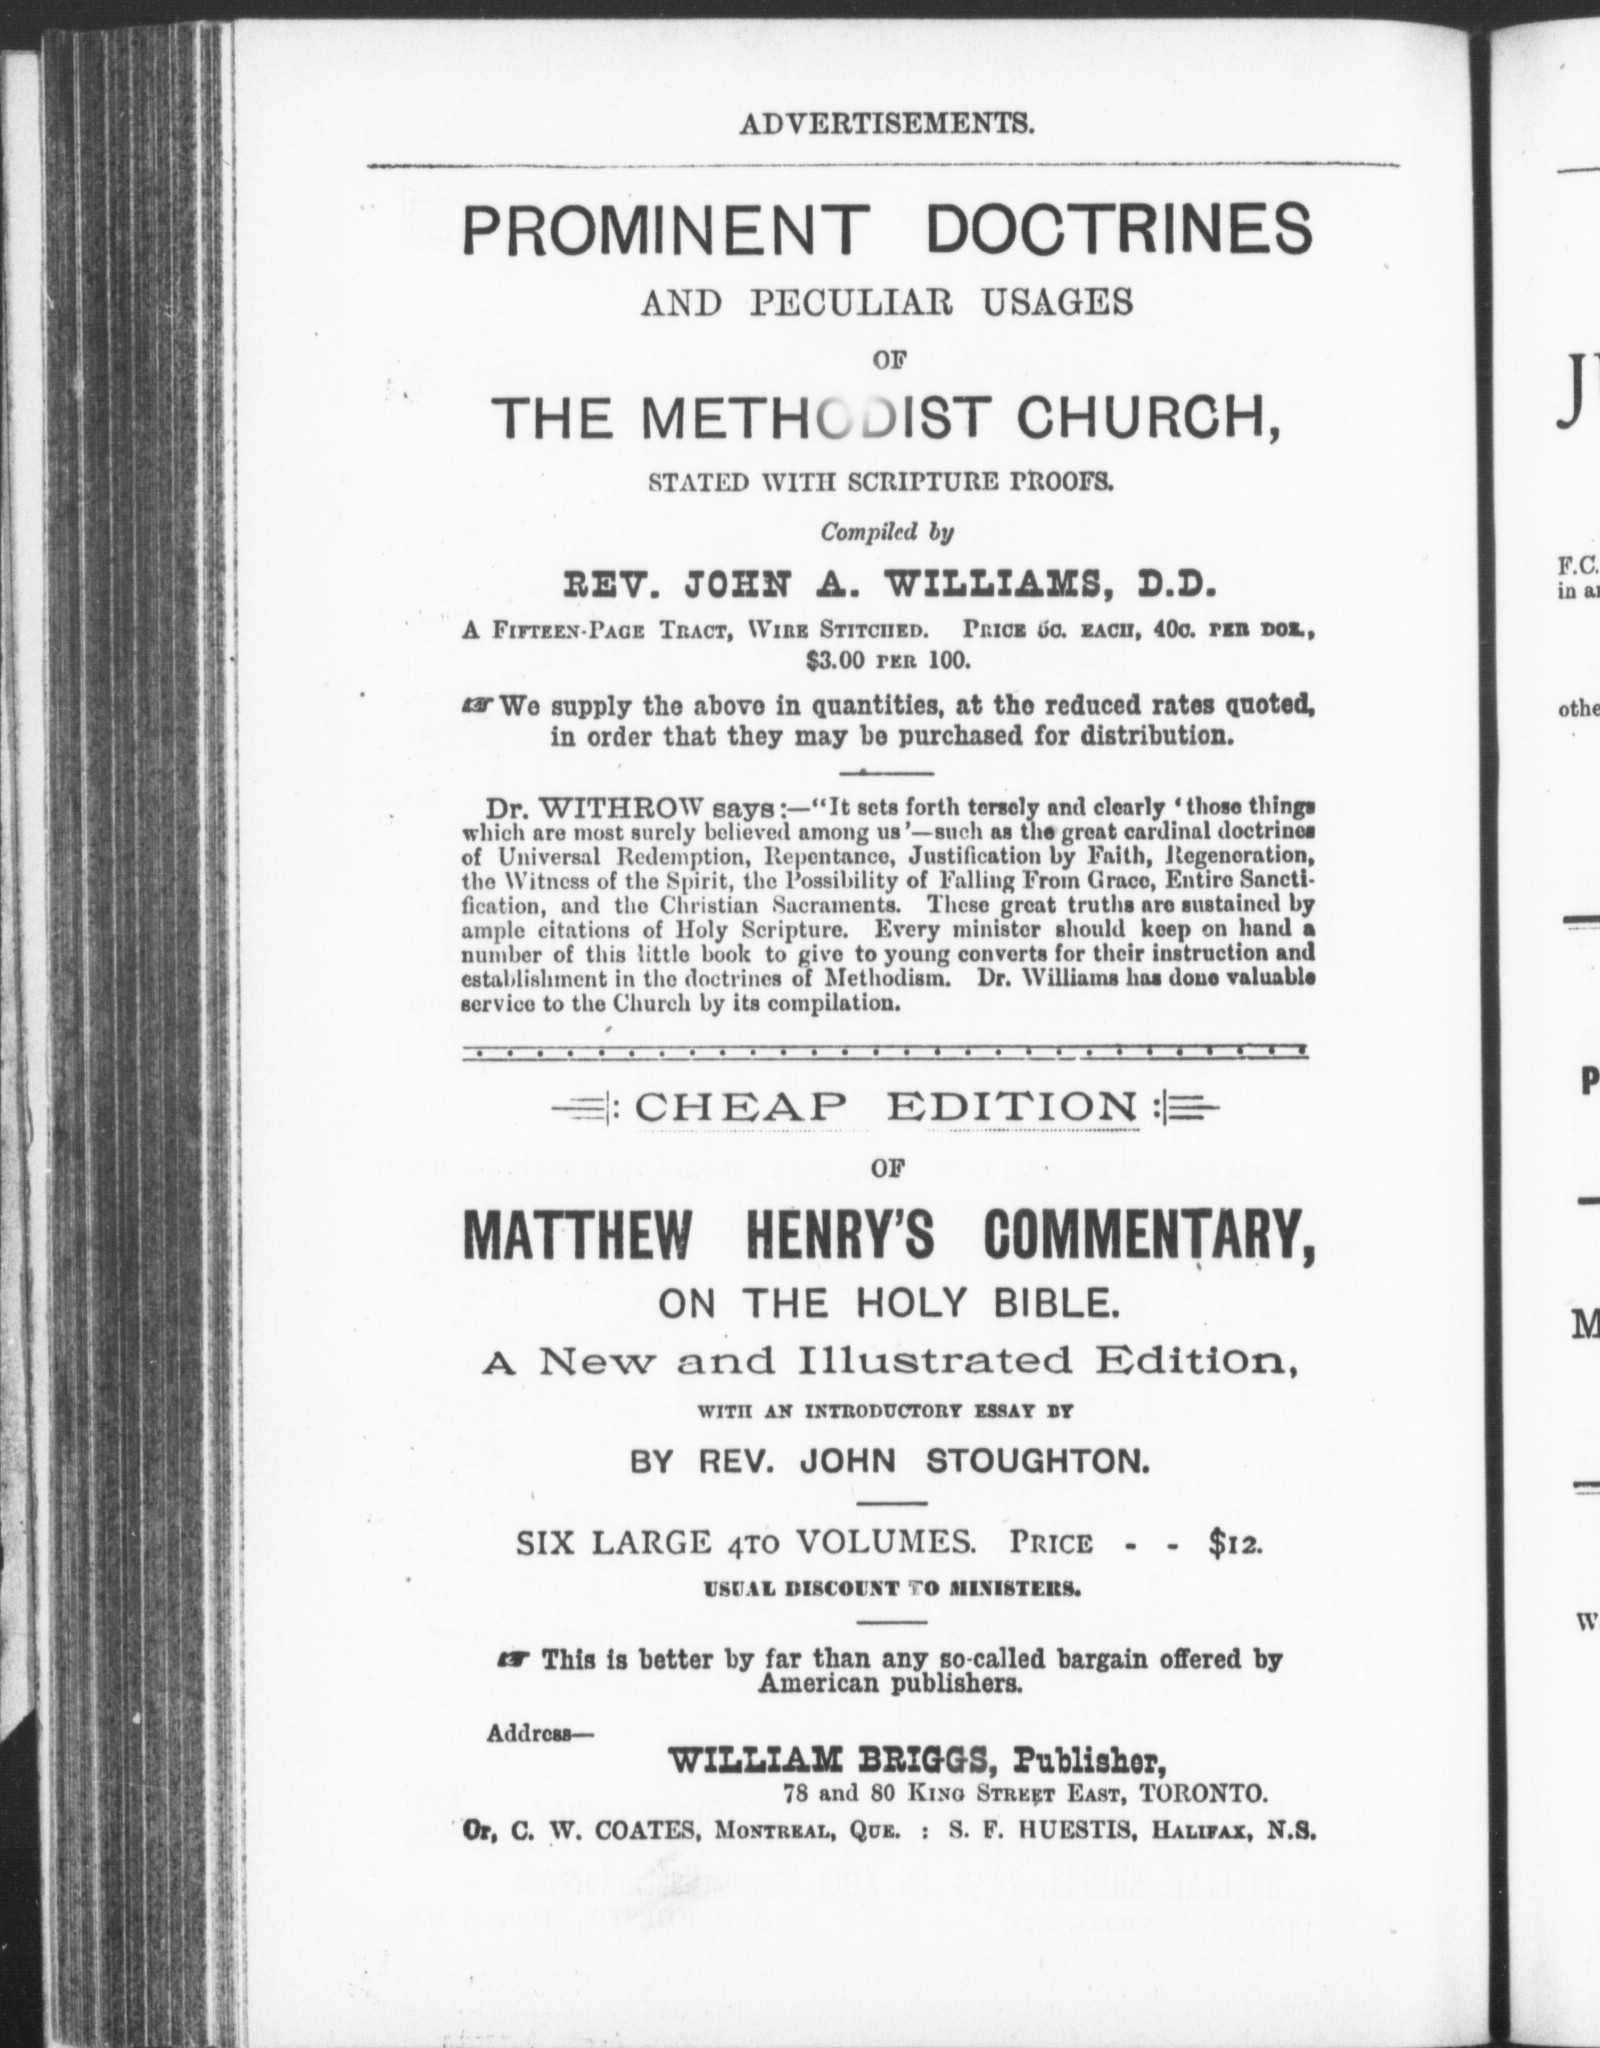 ADVERTISEMENTS.
PROMINENT DOCTRINES
AND PECULIAR USAGES
OF
THE METHODIST CHURCH,
STATED WITH SCRIPTURE PROOFS.
Compiled by
REV. JOHN A. WILLIAMS, D.D.
A FIFTEEN-PAGE TRACT, WIRE STITCHED. PRICE 6C. EACH, 40C. PER DOZ.,
$3.00 PER 100.
☞ We supply the above in quantities, at the reduced rates quoted,
in order that they may be purchased for distribution.
Dr. WITHROW says:—“It sets forth tersely and clearly ‘those things
which are most surely believed among us’—such as the great cardinal doctrines
of Universal Redemption, Repentance, Justification by Faith, Regeneration,
the Witness of the Spirit, the Possibility of Falling From Grace, Entire Sancti-
fication, and the Christian Sacraments. These great truths are sustained by
ample citations of Holy Scripture. Every minister should keep on hand a
number of this little book to give to young converts for their instruction and
establishment in the doctrines of Methodism. Dr. Williams has done valuable
service to the Church by its compilation.
CHEAP EDITION
OF
MATTHEW HENRY’S COMMENTARY,
ON THE HOLY BIBLE.
A New and Illustrated Edition,
WITH AN INTRODUCTORY ESSAY BY
BY REV. JOHN STOUGHTON.
SIX LARGE 4TO VOLUMES. PRICE - - $12.
USUAL DISCOUNT TO MINISTERS.
☞ This is better by far than any so-called bargain offered by
American publishers.
Address—
WILLIAM BRIGGS, Publisher,
78 and 80 KING STREET EAST, TORONTO.
Or, C. W. COATES, MONTREAL, QUE. : S. F. HUESTIS, HALIFAX, N.S.
F.C.
in